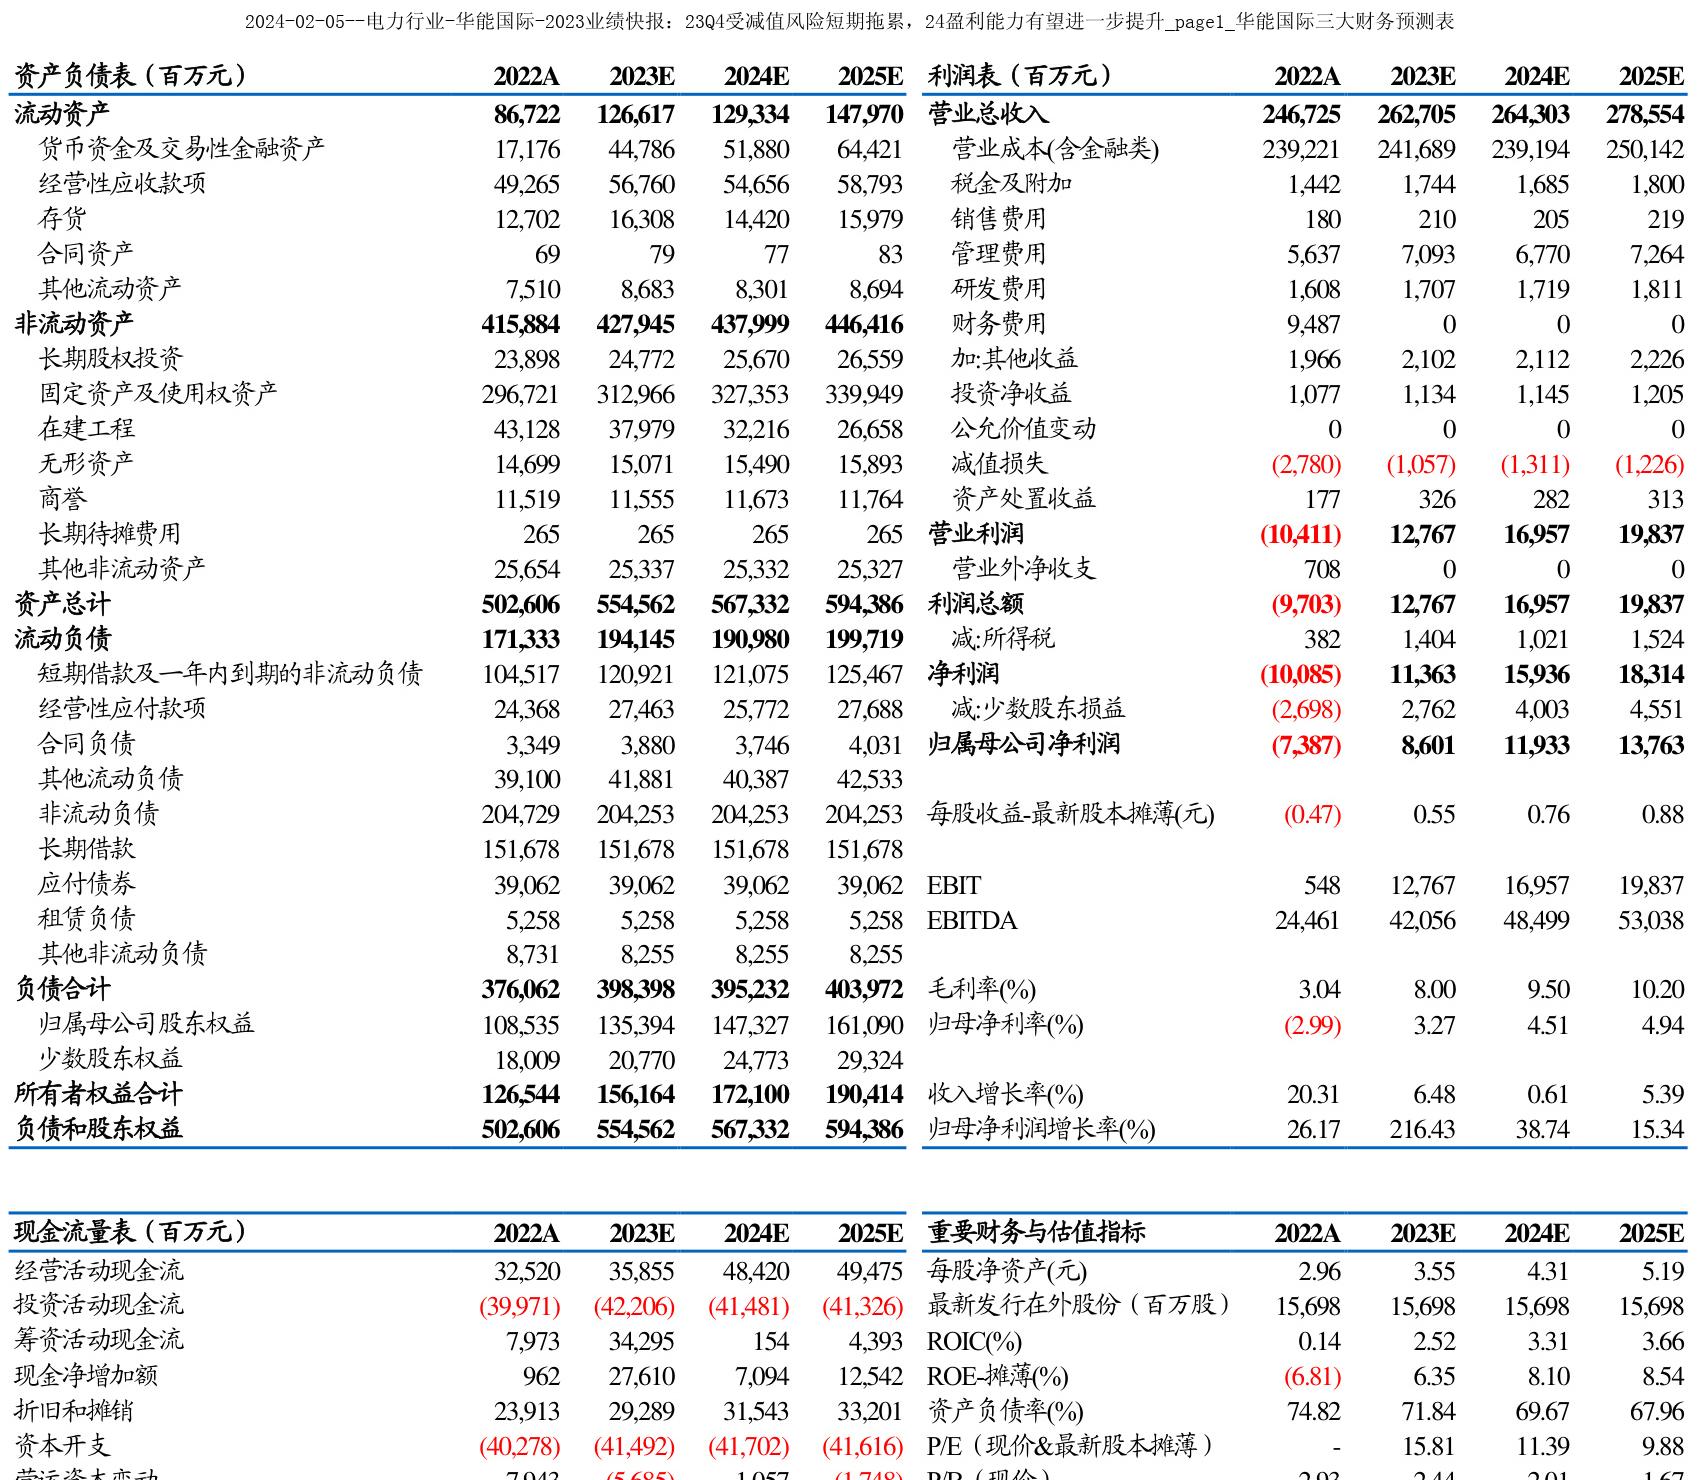 2024-02-05--电力行业-华能国际-2023业绩快报：23Q4受减值风险短期拖累，24盈利能力有望进一步提升_page1_华能国际三大财务预测表
资产负债表（百万元） 2022A 2023E 2024E 2025E 利润表（百万元） 2022A 2023E 2024E 2025E
流动资产 86,722 126,617 129,334 147,970 营业总收入 246,725 262,705 264,303 278,554
货币资金及交易性金融资产 17,176 44,786 51,880 64,421 营业成本(含金融类) 239,221 241,689 239,194 250,142
经营性应收款项 49,265 56,760 54,656 58,793 税金及附加 1,442 1,744 1,685 1,800
存货 12,702 16,308 14,420 15,979 销售费用 180 210 205 219
合同资产 69 79 77 83 管理费用 5,637 7,093 6,770 7,264
其他流动资产 7,510 8,683 8,301 8,694 研发费用 1,608 1,707 1,719 1,811
非流动资产 415,884 427,945 437,999 446,416 财务费用 9,487 0 0 0
长期股权投资 23,898 24,772 25,670 26,559 加:其他收益 1,966 2,102 2,112 2,226
固定资产及使用权资产 296,721 312,966 327,353 339,949 投资净收益 1,077 1,134 1,145 1,205
在建工程 43,128 37,979 32,216 26,658 公允价值变动 0 0 0 0
无形资产 14,699 15,071 15,490 15,893 减值损失 (2,780) (1,057) (1,311) (1,226)
商誉 11,519 11,555 11,673 11,764 资产处置收益 177 326 282 313
长期待摊费用 265 265 265 265 营业利润 (10,411) 12,767 16,957 19,837
其他非流动资产 25,654 25,337 25,332 25,327 营业外净收支 708 0 0 0
资产总计 502,606 554,562 567,332 594,386 利润总额 (9,703) 12,767 16,957 19,837
流动负债 171,333 194,145 190,980 199,719 减:所得税 382 1,404 1,021 1,524
短期借款及一年内到期的非流动负债 104,517 120,921 121,075 125,467 净利润 (10,085) 11,363 15,936 18,314
经营性应付款项 24,368 27,463 25,772 27,688 减:少数股东损益 (2,698) 2,762 4,003 4,551
合同负债 3,349 3,880 3,746 4,031 归属母公司净利润 (7,387) 8,601 11,933 13,763
其他流动负债 39,100 41,881 40,387 42,533
非流动负债 204,729 204,253 204,253 204,253 每股收益-最新股本摊薄(元) (0.47) 0.55 0.76 0.88
长期借款 151,678 151,678 151,678 151,678
应付债券 39,062 39,062 39,062 39,062 EBIT 548 12,767 16,957 19,837
租赁负债 5,258 5,258 5,258 5,258 EBITDA 24,461 42,056 48,499 53,038
其他非流动负债 8,731 8,255 8,255 8,255
负债合计 376,062 398,398 395,232 403,972 毛利率(%) 3.04 8.00 9.50 10.20
归属母公司股东权益 108,535 135,394 147,327 161,090 归母净利率(%) (2.99) 3.27 4.51 4.94
少数股东权益 18,009 20,770 24,773 29,324
所有者权益合计 126,544 156,164 172,100 190,414 收入增长率(%) 20.31 6.48 0.61 5.39
负债和股东权益 502,606 554,562 567,332 594,386 归母净利润增长率(%) 26.17 216.43 38.74 15.34
现金流量表（百万元） 2022A 2023E 2024E 2025E 重要财务与估值指标 2022A 2023E 2024E 2025E
经营活动现金流 32,520 35,855 48,420 49,475 每股净资产(元) 2.96 3.55 4.31 5.19
投资活动现金流 (39,971) (42,206) (41,481) (41,326) 最新发行在外股份（百万股） 15,698 15,698 15,698 15,698
筹资活动现金流 7,973 34,295 154 4,393 ROIC(%) 0.14 2.52 3.31 3.66
现金净增加额 962 27,610 7,094 12,542 ROE-摊薄(%) (6.81) 6.35 8.10 8.54
折旧和摊销 23,913 29,289 31,543 33,201 资产负债率(%) 74.82 71.84 69.67 67.96
资本开支 (40,278) (41,492) (41,702) (41,616) P/E（现价&最新股本摊薄） - 15.81 11.39 9.88
营运资本变动 7,943 (5,685) 1,057 (1,748) P/B（现价） 2.93 2.44 2.01 1.67